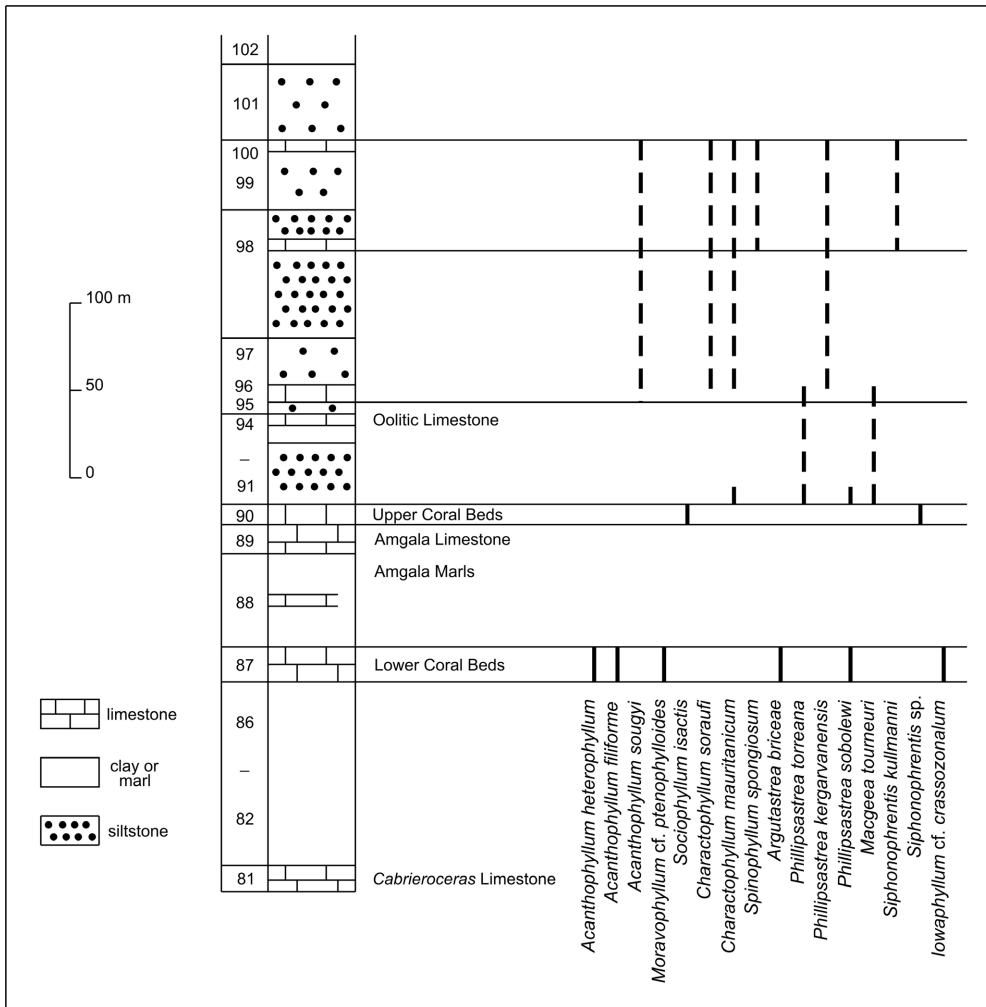 102
101
100
99
98
100 m
97
50
96
95
94
Oolitic Limestone
–
0
91
90
Upper Coral Beds
89
Amgala Limestone
Amgala Marls
88
87
Lower Coral Beds
limestone
86
clay or
marl
–
siltstone
82
81
Cabrieroceras Limestone
Acanthophyllum heterophyllum
Acanthophyllum filiforme
Acanthophyllum sougyi
Moravophyllum cf. ptenophylloides
Sociophyllum isactis
Charactophyllum soraufi
Charactophyllum mauritanicum
Spinophyllum spongiosum
Argutastrea briceae
Phillipsastrea torreana
Phillipsastrea kergarvanensis
Phillipsastrea sobolewi
Macgeea tourneuri
Siphonophrentis kullmanni
Siphonophrentis sp.
Iowaphyllum cf. crassozonalum